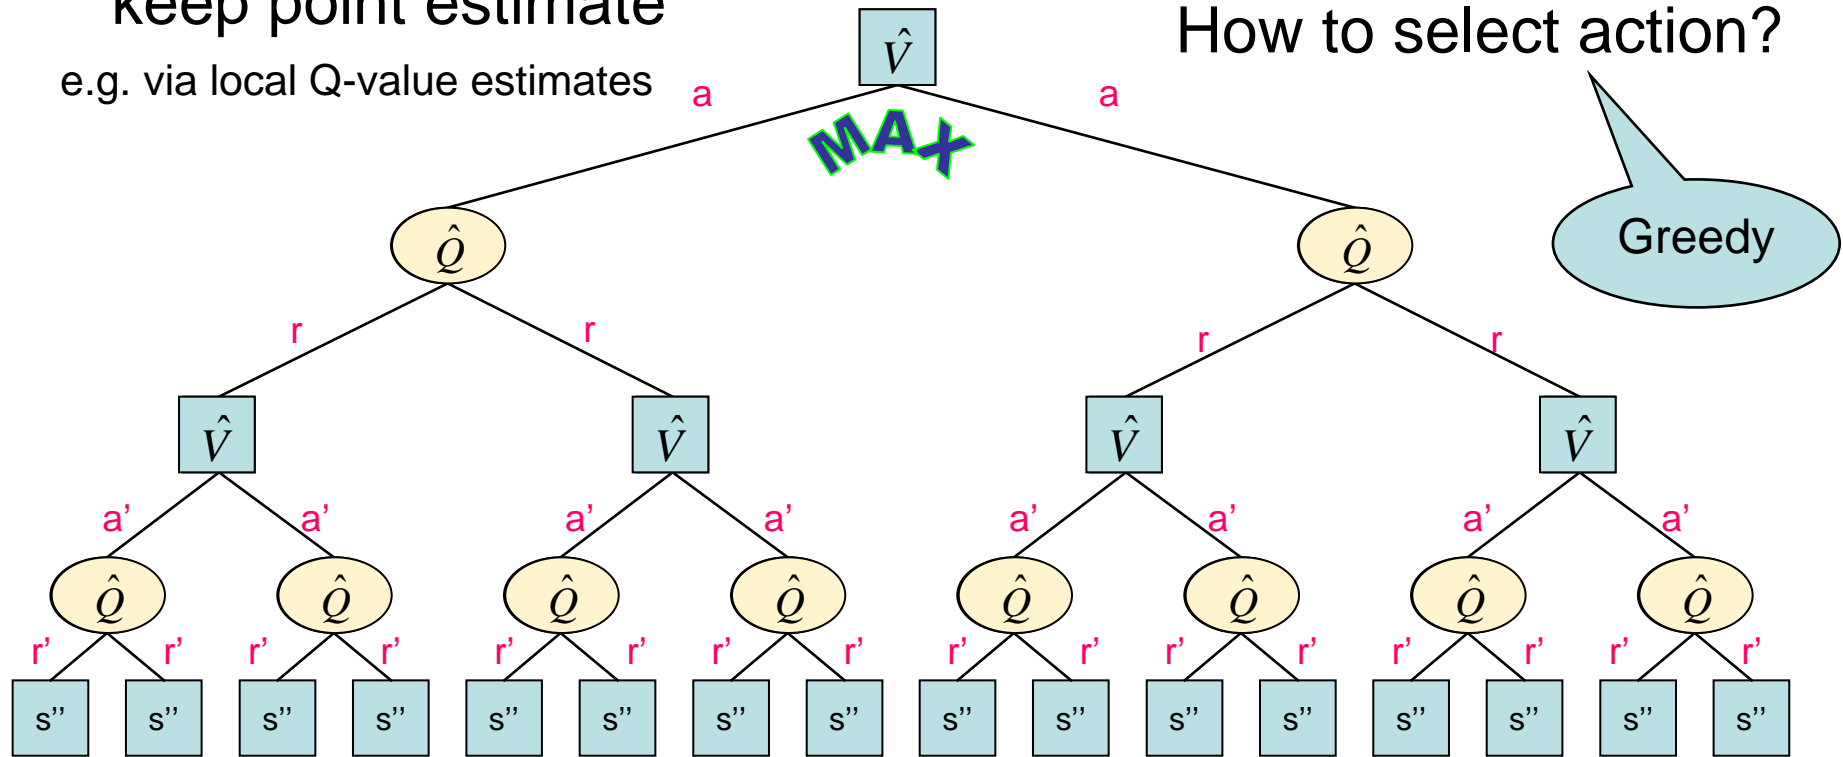 keep point estimate
How to select action?
e.g. via local Q-value estimates
V̂
a a
MAX
Greedy
Q̂ Q̂
r r r r
V̂ V̂ V̂ V̂
a’ a’ a’ a’ a’ a’ a’ a’
Q̂ Q̂ Q̂ Q̂ Q̂ Q̂ Q̂ Q̂
r’ r’ r’ r’ r’ r’ r’ r’ r’ r’ r’ r’ r’ r’ r’ r’
s’’ s’’ s’’ s’’ s’’ s’’ s’’ s’’ s’’ s’’ s’’ s’’ s’’ s’’ s’’ s’’